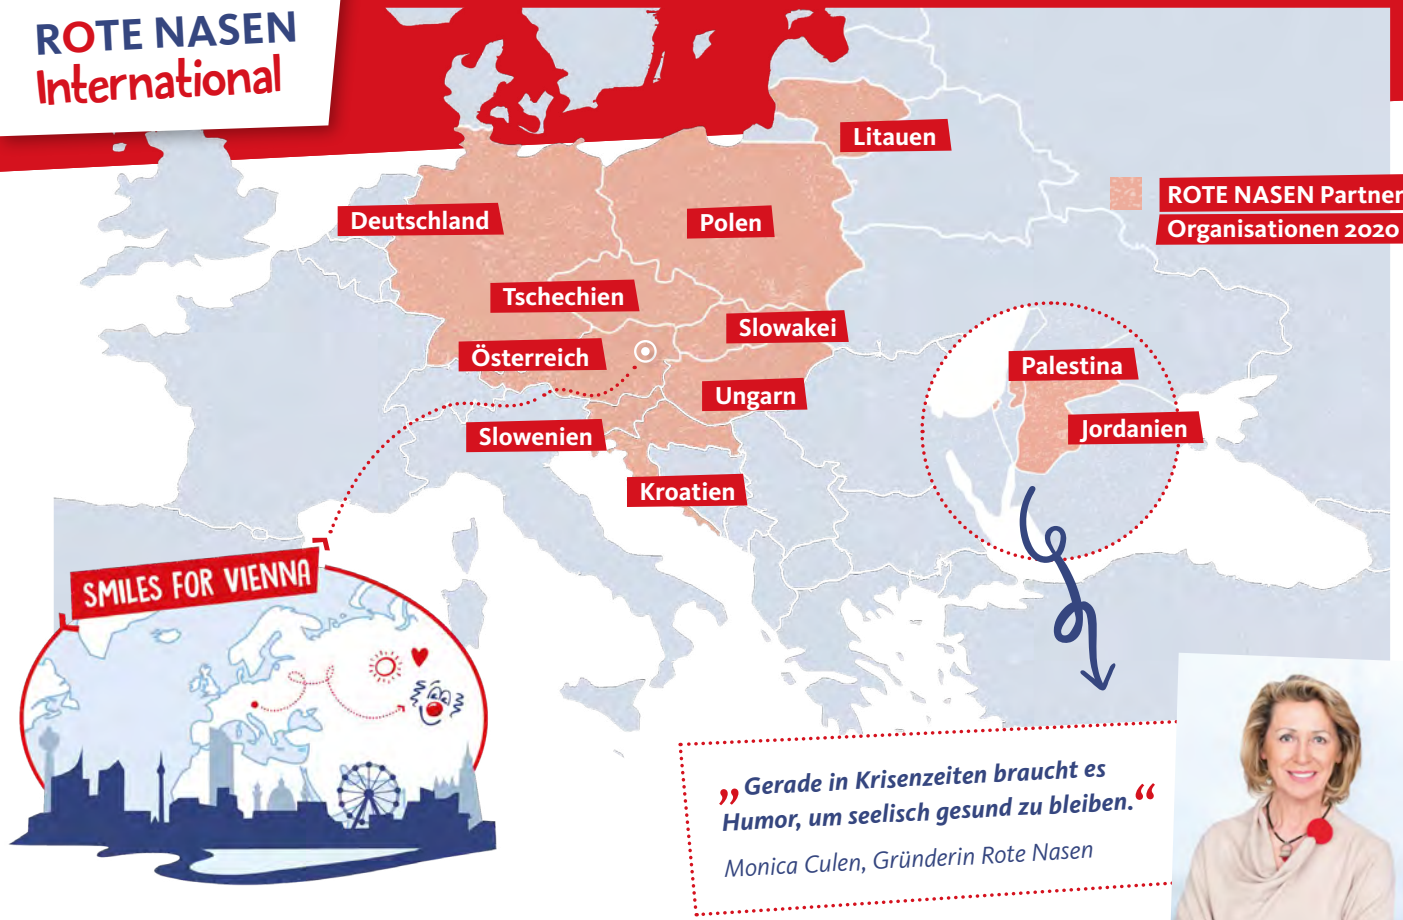 ROTE NASEN
International
Litauen
ROTE NASEN Partner
Organisationen 2020
Deutschland
Polen
Tschechien
Slowakei
Österreich
Palestina
Ungarn
Jordanien
Slowenien
Kroatien
SMILES FOR VIENNA
„Gerade in Krisenzeiten braucht es
Humor, um seelisch gesund zu bleiben.“
Monica Culen, Gründerin Rote Nasen